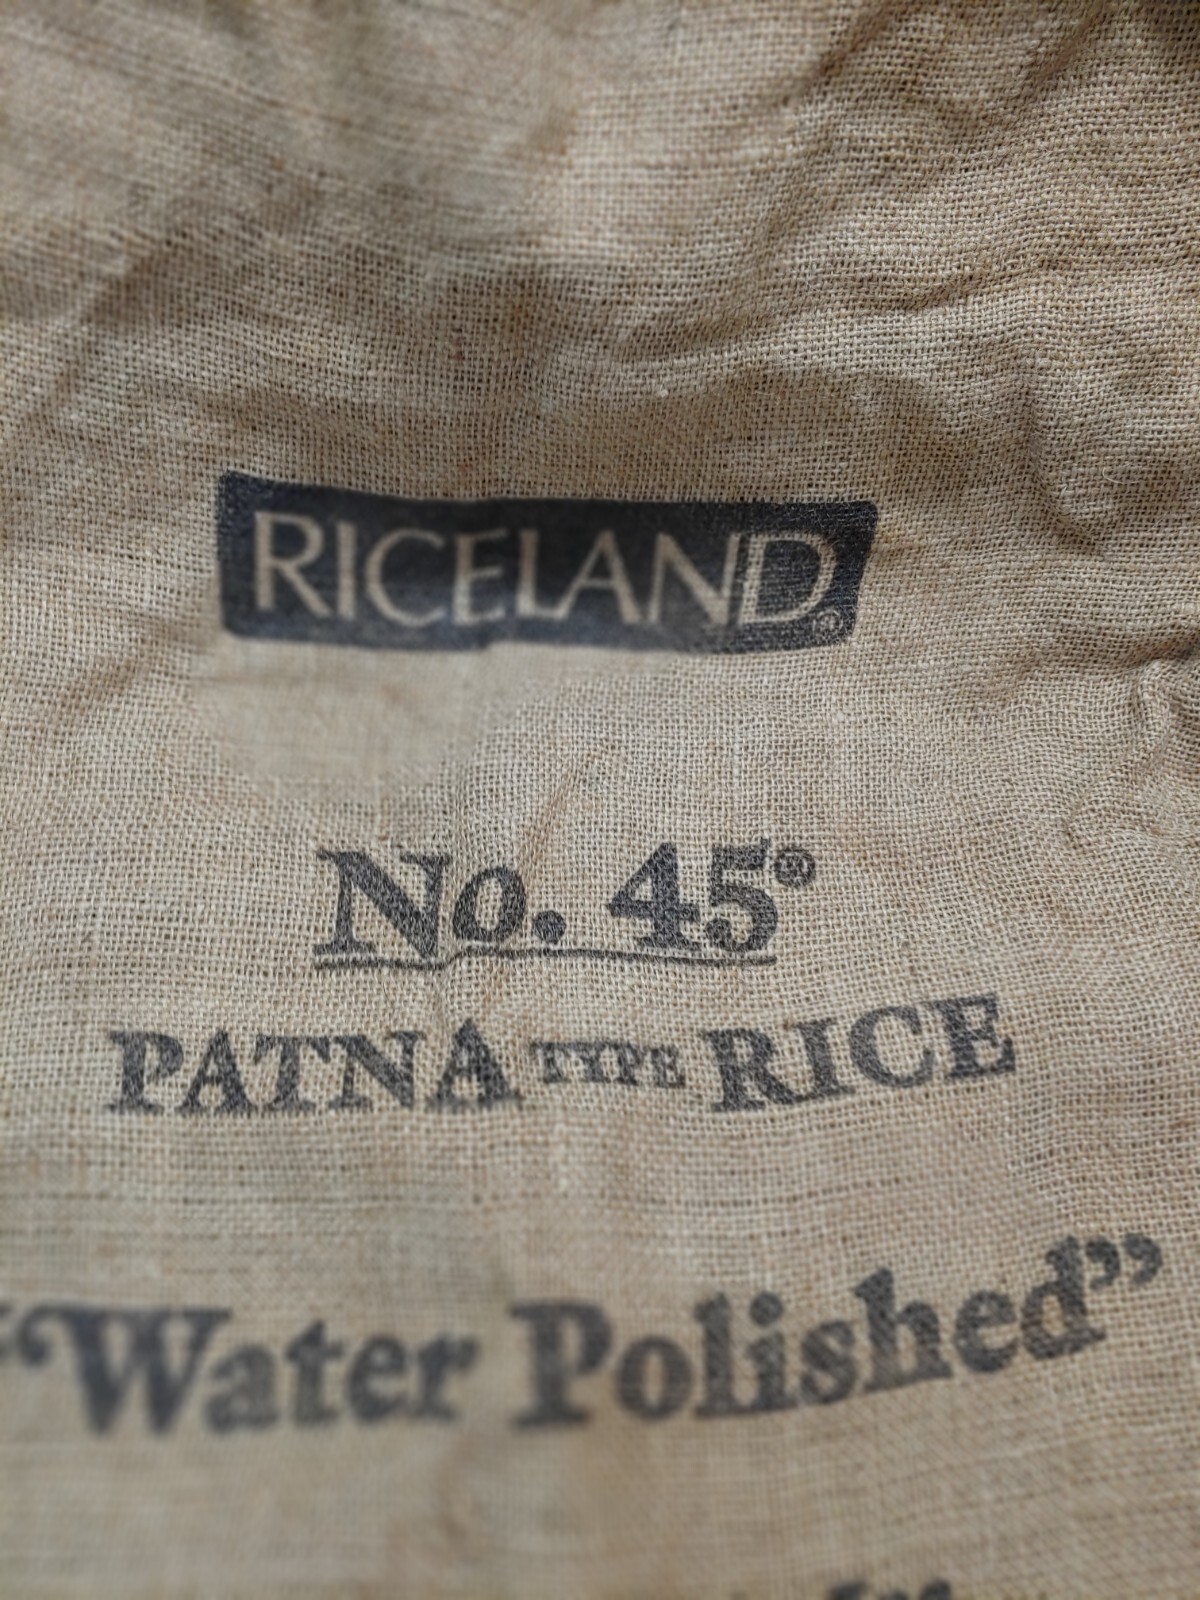 RICELAND®
No. 45®
PATNA TYPE RICE
“Water Polished”